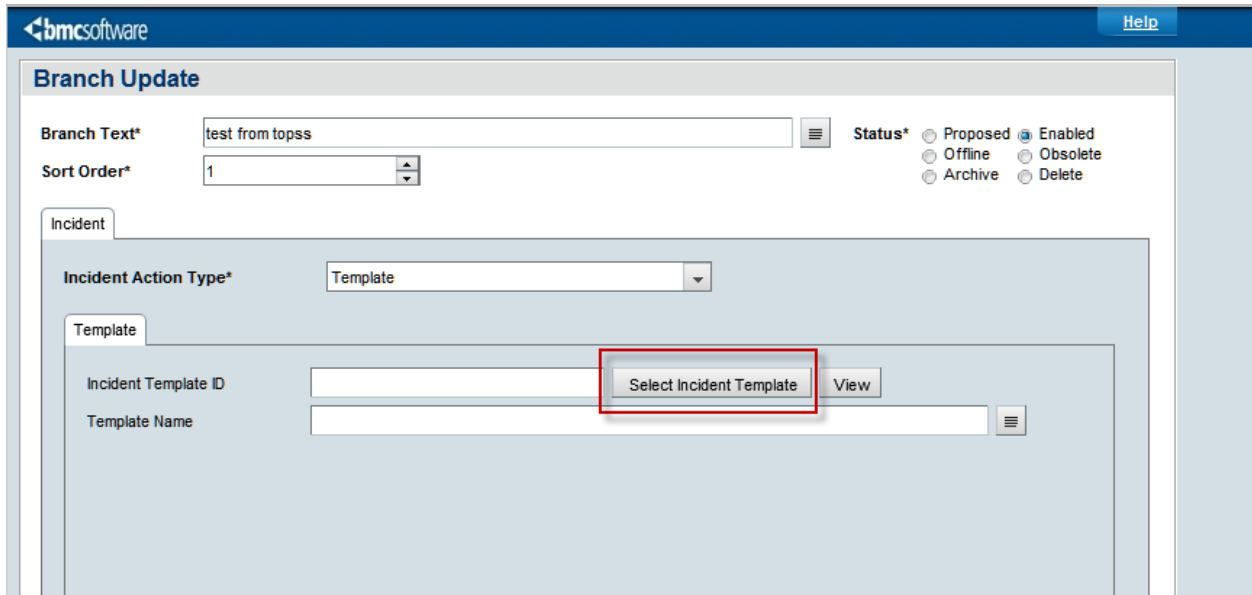 bmcsoftware
Help
Branch Update
Branch Text* test from topss Status* Proposed Enabled
Offline Obsolete
Sort Order* 1 Archive Delete
Incident
Incident Action Type* Template
Template
Incident Template ID Select Incident Template View
Template Name